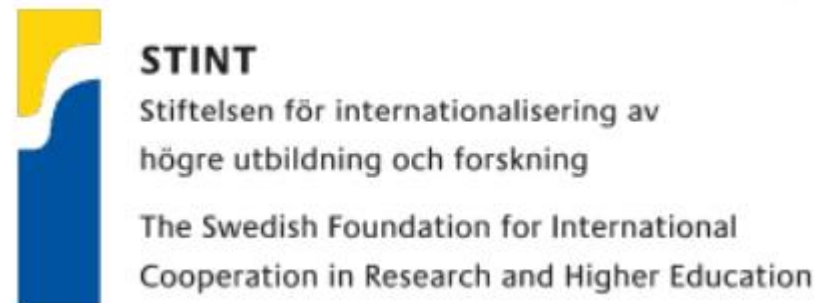 STINT
Stiftelsen för internationalisering av
högre utbildning och forskning
The Swedish Foundation for International
Cooperation in Research and Higher Education